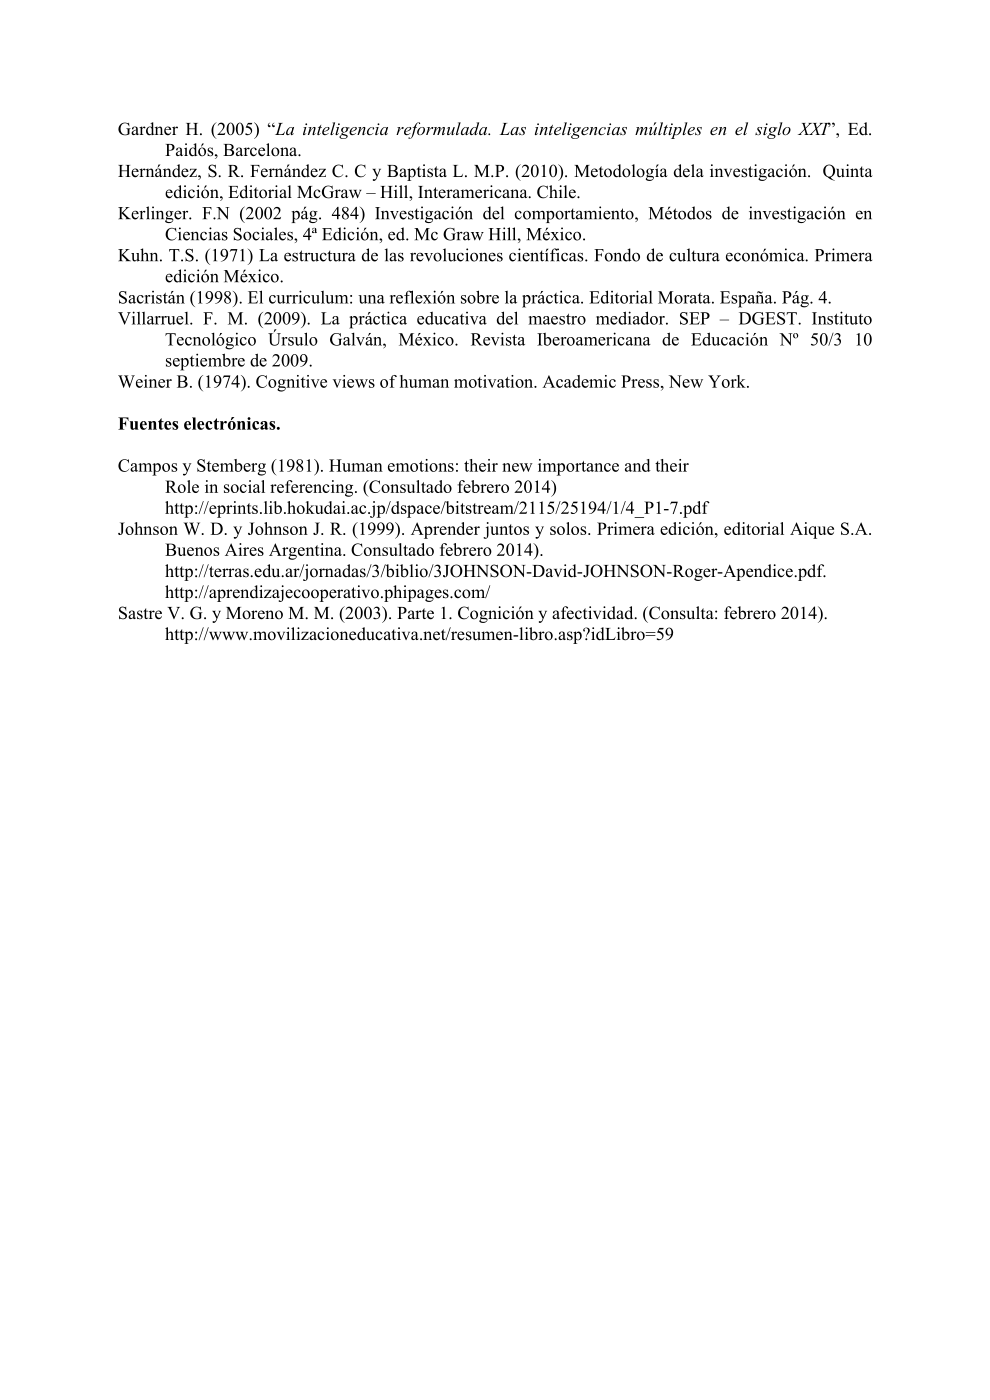 Gardner H. (2005) “La inteligencia reformulada. Las inteligencias múltiples en el siglo XXI”, Ed.
Paidós, Barcelona.
Hernández, S. R. Fernández C. C y Baptista L. M.P. (2010). Metodología dela investigación.  Quinta
edición, Editorial McGraw – Hill, Interamericana. Chile.
Kerlinger. F.N (2002 pág. 484) Investigación del comportamiento, Métodos de investigación en
Ciencias Sociales, 4ª Edición, ed. Mc Graw Hill, México.
Kuhn. T.S. (1971) La estructura de las revoluciones científicas. Fondo de cultura económica. Primera
edición México.
Sacristán (1998). El curriculum: una reflexión sobre la práctica. Editorial Morata. España. Pág. 4.
Villarruel. F. M. (2009). La práctica educativa del maestro mediador. SEP – DGEST. Instituto
Tecnológico Úrsulo Galván, México. Revista Iberoamericana de Educación Nº 50/3 10
septiembre de 2009.
Weiner B. (1974). Cognitive views of human motivation. Academic Press, New York.
Fuentes electrónicas.
Campos y Stemberg (1981). Human emotions: their new importance and their
Role in social referencing. (Consultado febrero 2014)
http://eprints.lib.hokudai.ac.jp/dspace/bitstream/2115/25194/1/4_P1-7.pdf
Johnson W. D. y Johnson J. R. (1999). Aprender juntos y solos. Primera edición, editorial Aique S.A.
Buenos Aires Argentina. Consultado febrero 2014).
http://terras.edu.ar/jornadas/3/biblio/3JOHNSON-David-JOHNSON-Roger-Apendice.pdf.
http://aprendizajecooperativo.phipages.com/
Sastre V. G. y Moreno M. M. (2003). Parte 1. Cognición y afectividad. (Consulta: febrero 2014).
http://www.movilizacioneducativa.net/resumen-libro.asp?idLibro=59